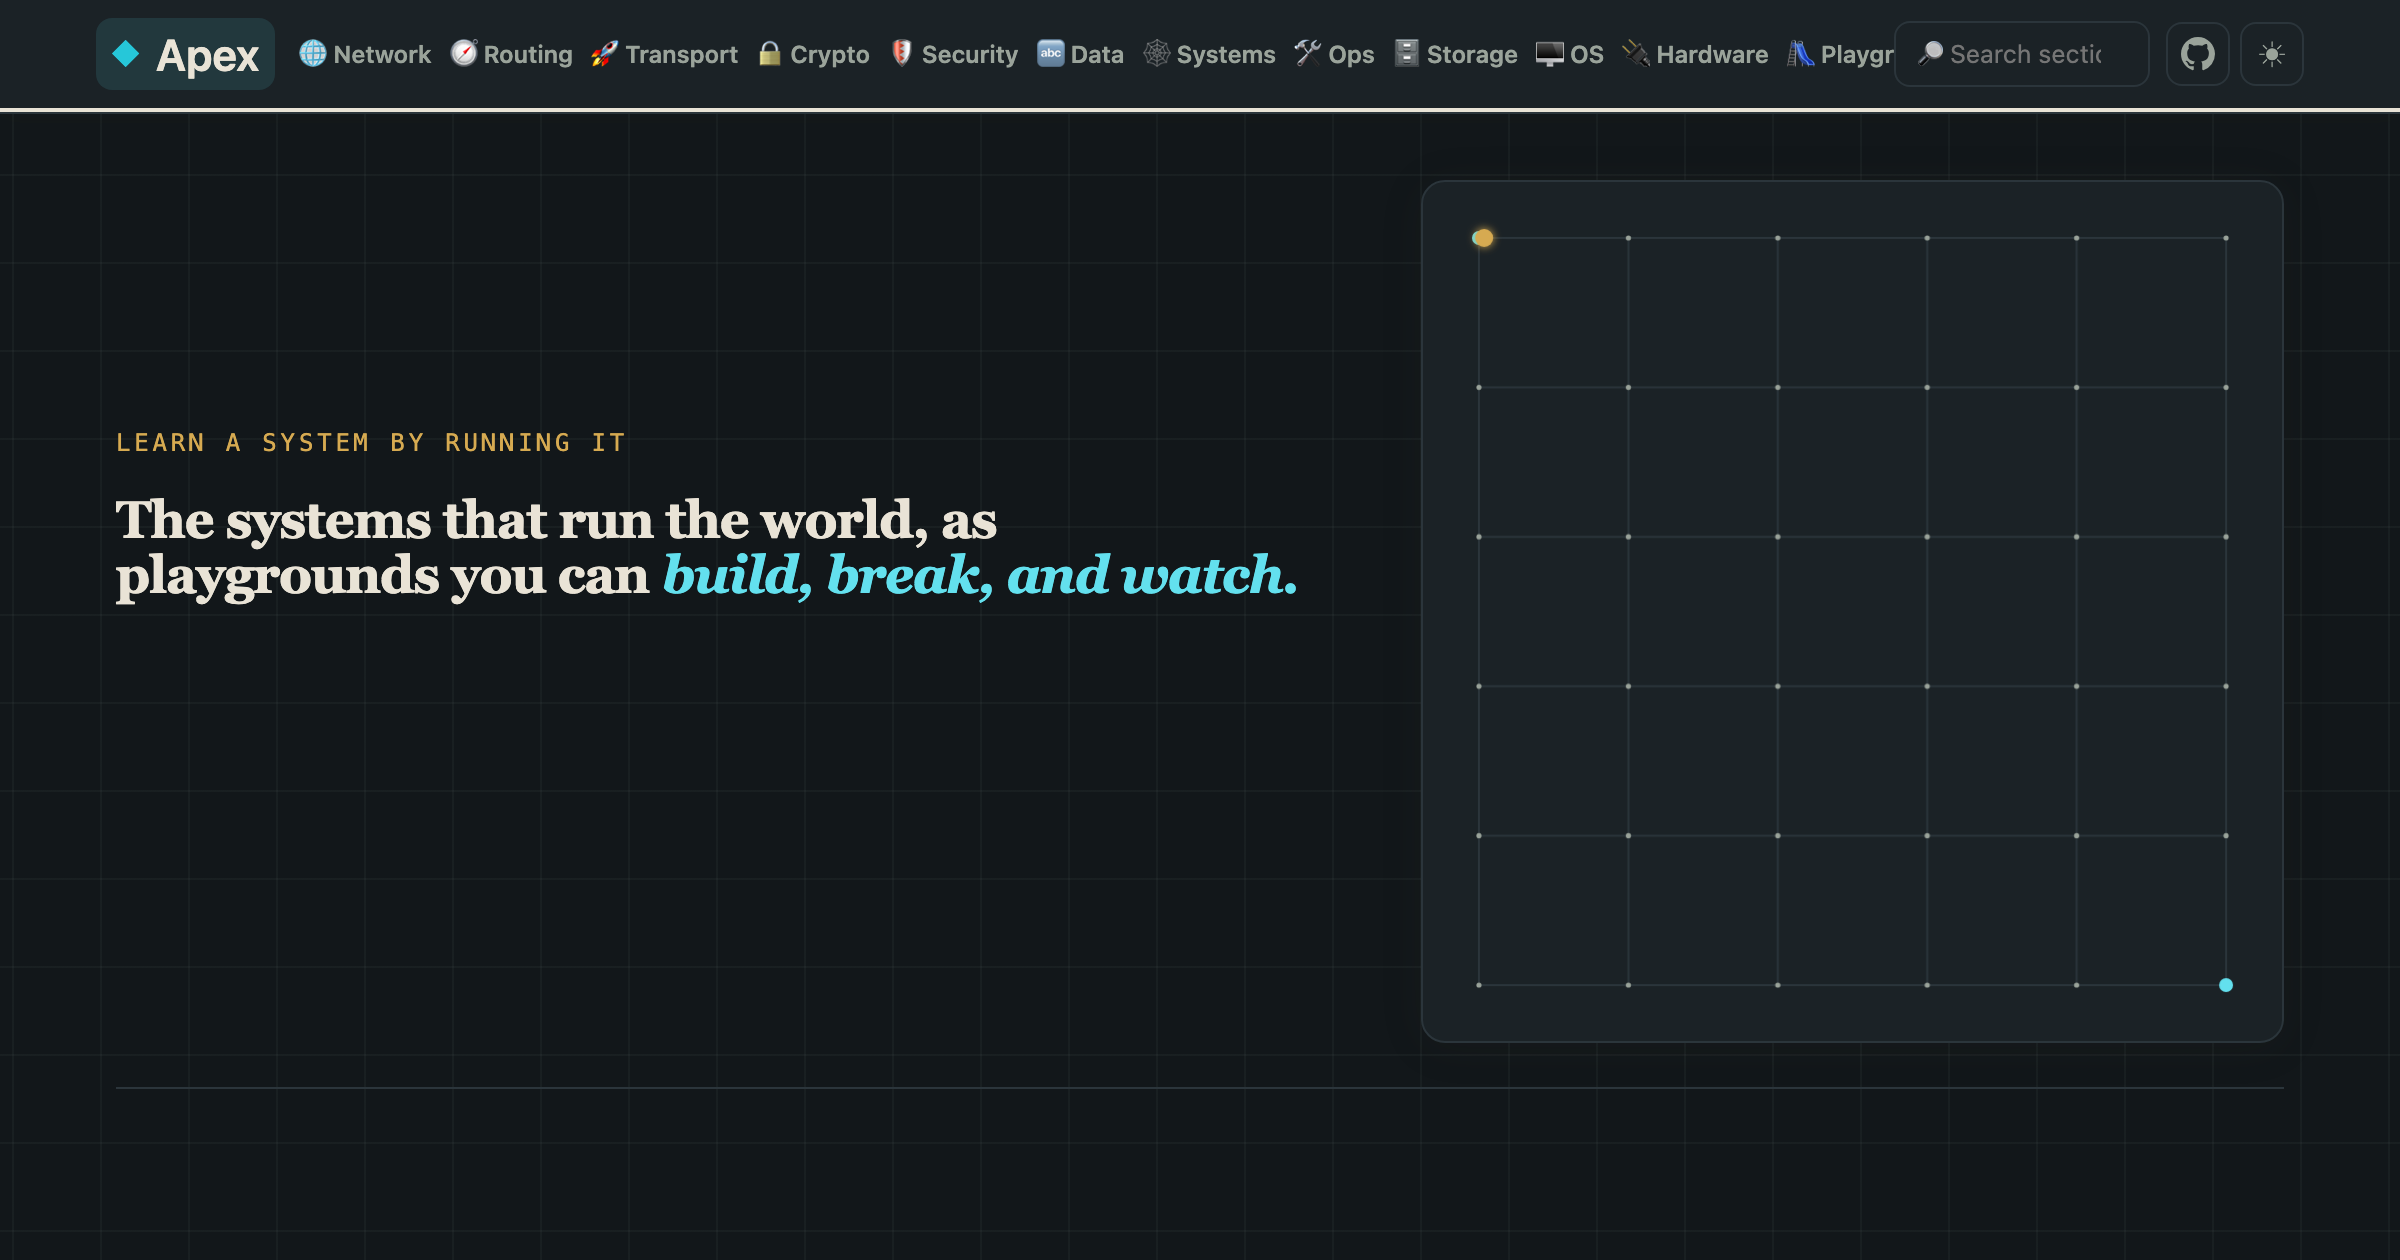 Apex
Network
Routing
Transport
Crypto
Security
abc
Data
Systems
Ops
Storage
OS
Hardware
Playgr
Search sectio
LEARN A SYSTEM BY RUNNING IT
The systems that run the world, as
playgrounds you can build, break, and watch.